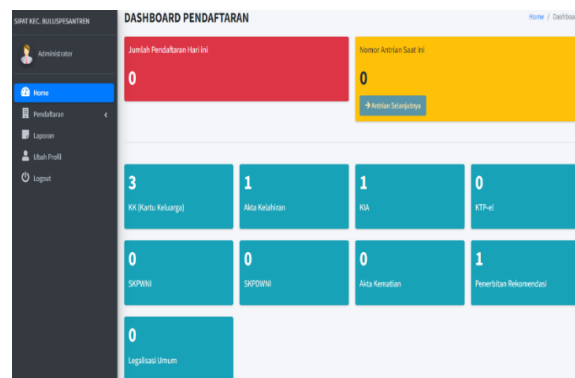 SIPAT KEC. BULUSPESANTREN
Administrator
Home
Pendaftaran
Laporan
Ubah Profil
Logout
DASHBOARD PENDAFTARAN
Home / Dashboa
Jumlah Pendaftaran Hari Ini
0
Nomor Antrian Saat Ini
0
Antrian Selanjutnya
3
KK (Kartu Keluarga)
1
Akta Kelahiran
1
KIA
0
KTP-el
0
SKPWNI
0
SKPDWNI
0
Akta Kematian
1
Penerbitan Rekomendasi
0
Legalisasi Umum